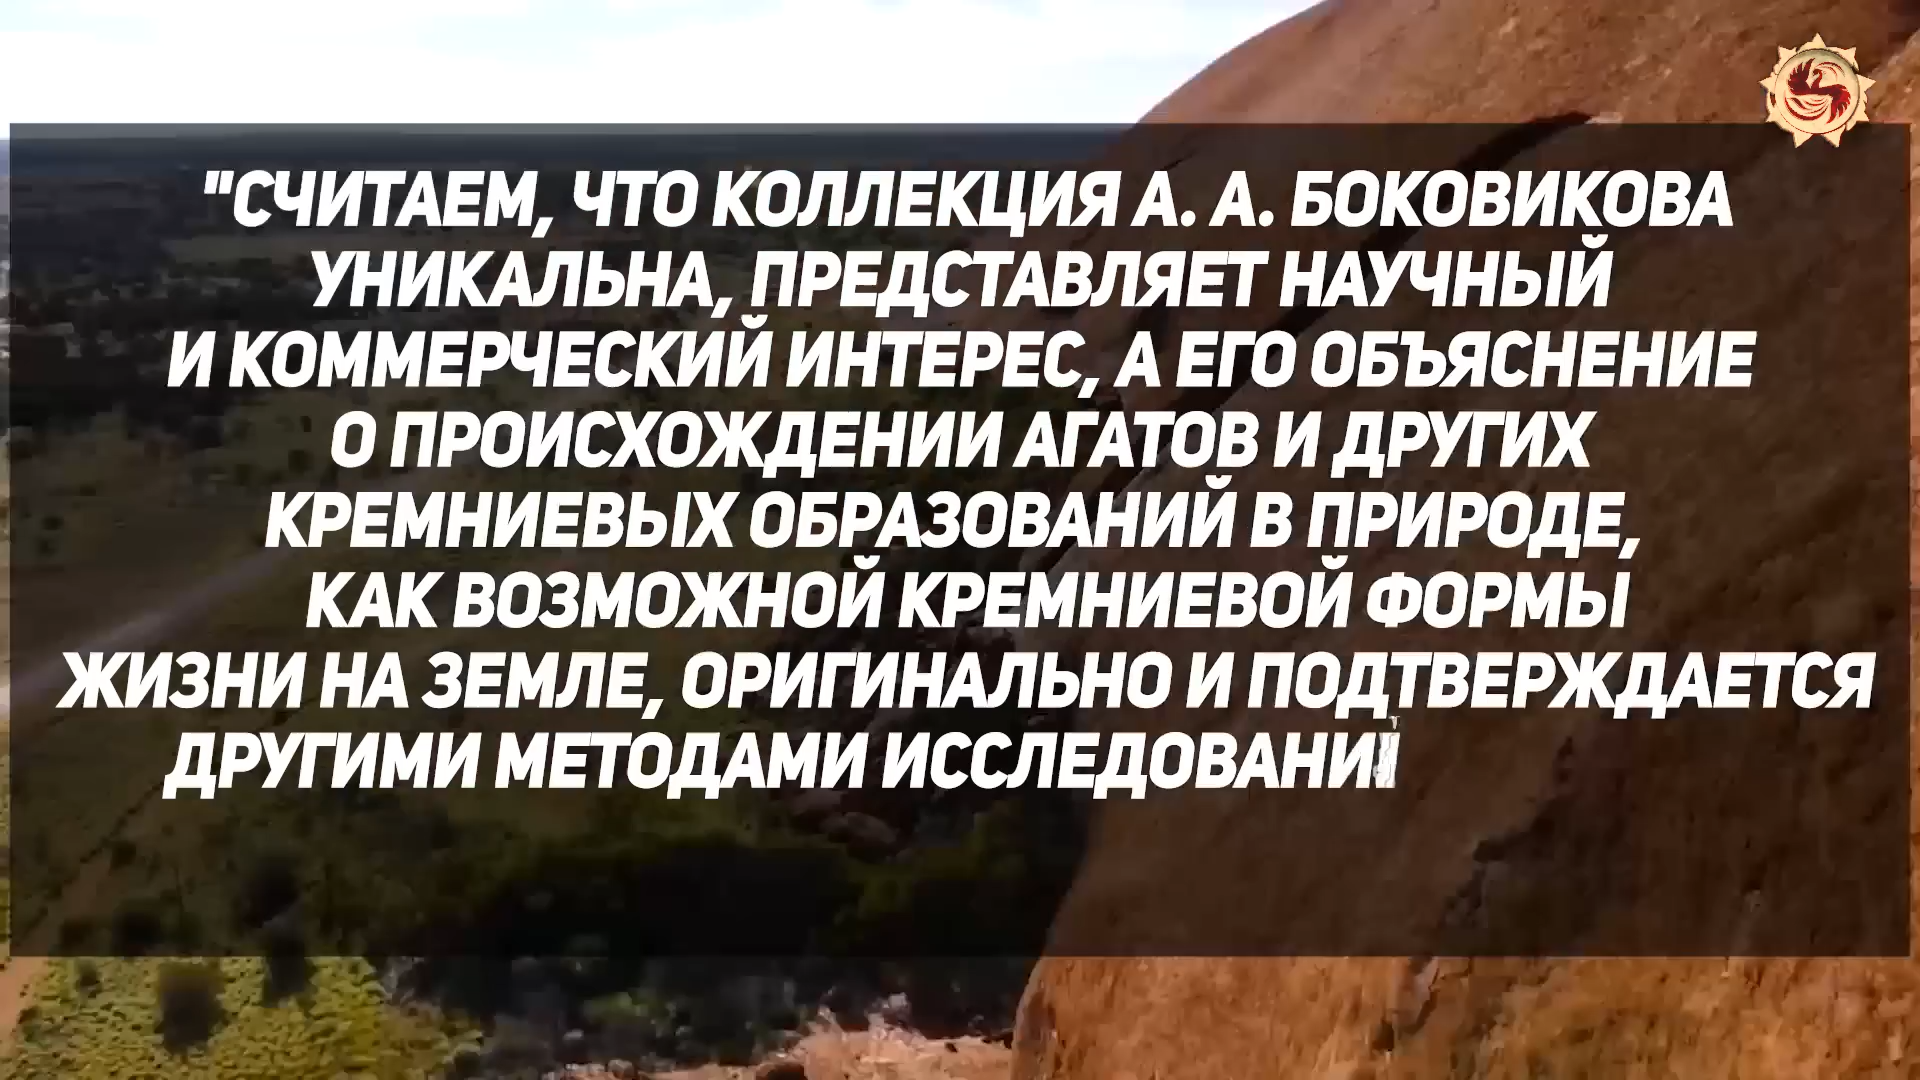 "СЧИТАЕМ, ЧТО КОЛЛЕКЦИЯ А. А. БОКОВИКОВА
УНИКАЛЬНА, ПРЕДСТАВЛЯЕТ НАУЧНЫЙ
И КОММЕРЧЕСКИЙ ИНТЕРЕС, А ЕГО ОБЪЯСНЕНИЕ
О ПРОИСХОЖДЕНИИ АГАТОВ И ДРУГИХ
КРЕМНИЕВЫХ ОБРАЗОВАНИЙ В ПРИРОДЕ,
КАК ВОЗМОЖНОЙ КРЕМНИЕВОЙ ФОРМЫ
ЖИЗНИ НА ЗЕМЛЕ, ОРИГИНАЛЬНО И ПОДТВЕРЖДАЕТСЯ
ДРУГИМИ МЕТОДАМИ ИССЛЕДОВАНИ